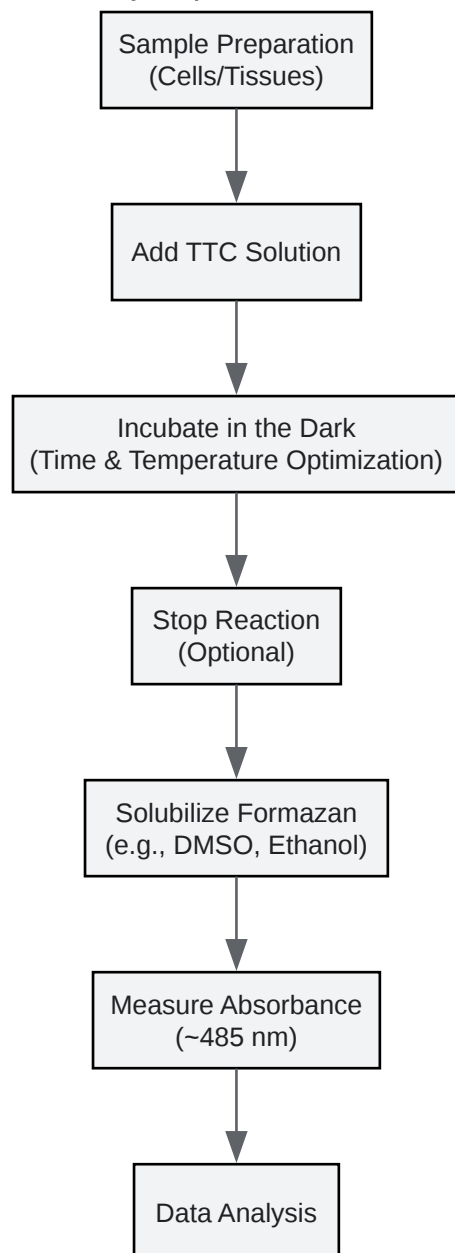 Sample Preparation
(Cells/Tissues)
Add TTC Solution
Incubate in the Dark
(Time & Temperature Optimization)
Stop Reaction
(Optional)
Solubilize Formazan
(e.g., DMSO, Ethanol)
Measure Absorbance
(~485 nm)
Data Analysis